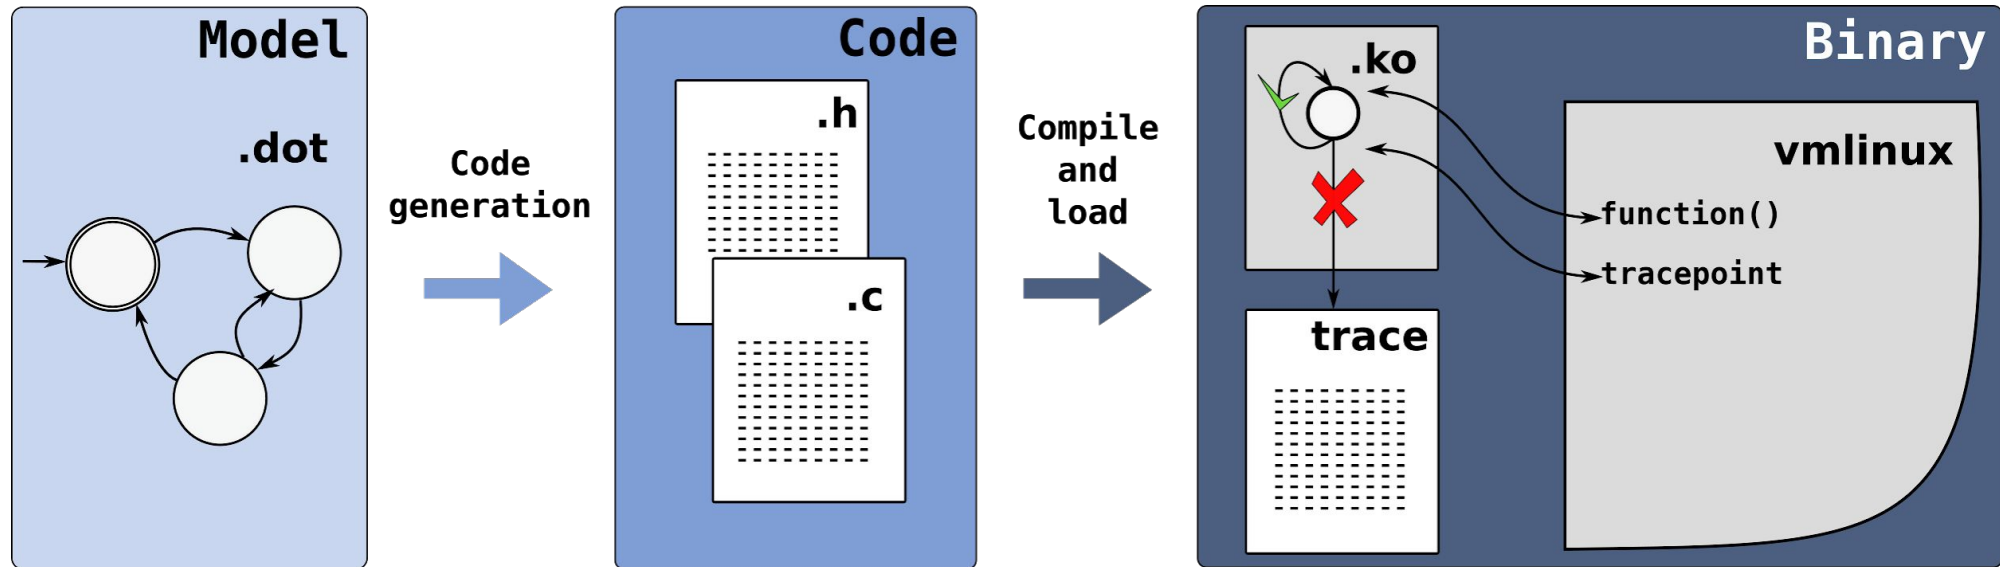 Model
.dot
Code
generation
Code
.h
.c
Compile
and
load
Binary
.ko
trace
vmlinux
function()
tracepoint